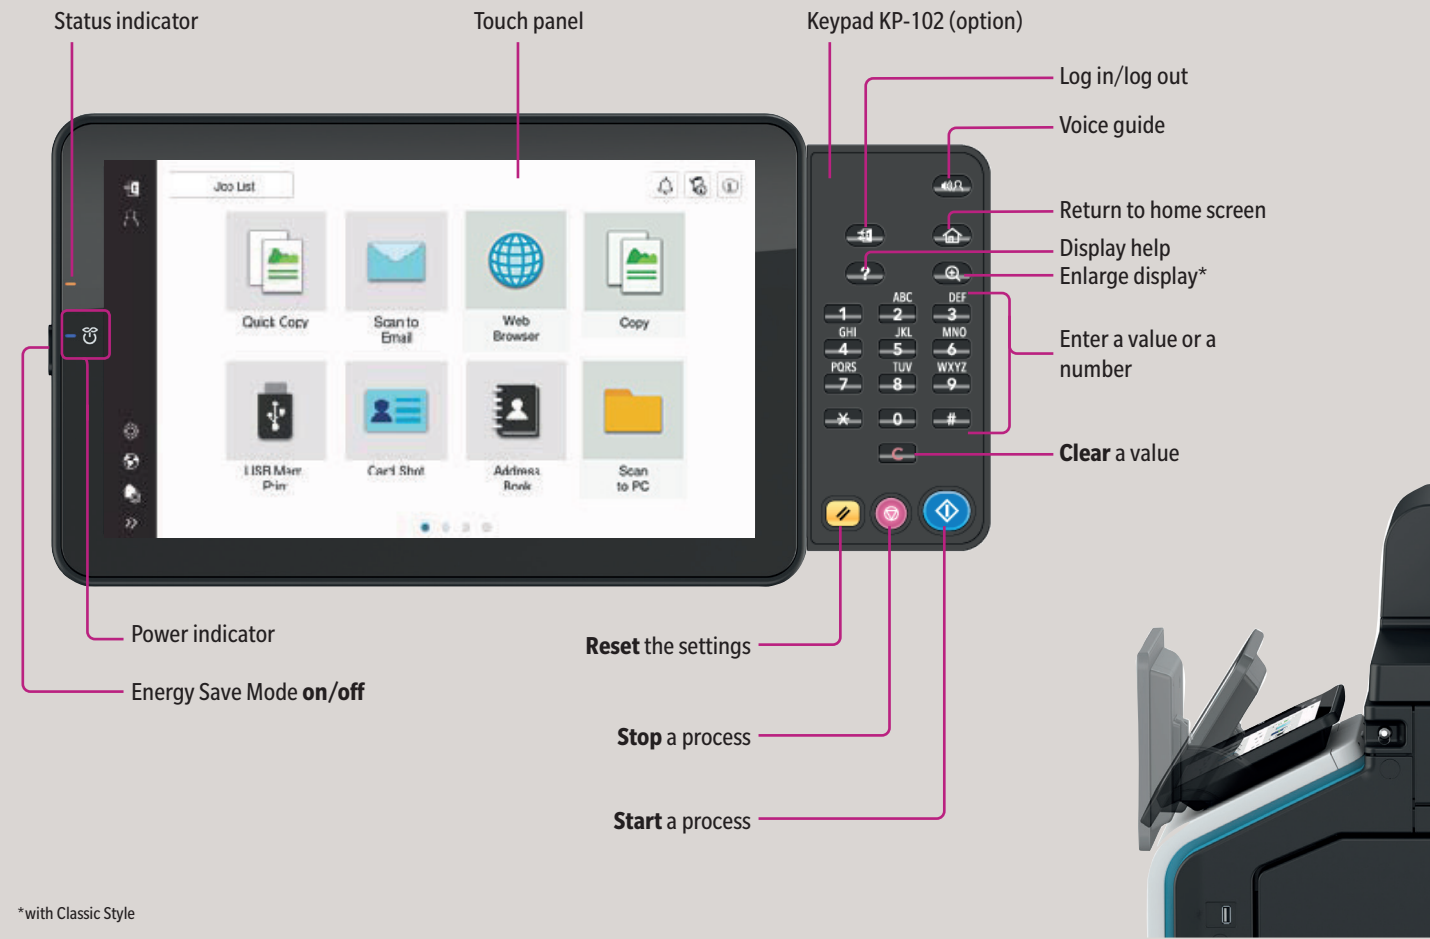 Status indicator
Touch panel
Keypad KP-102 (option)
Log in/log out
Voice guide
Return to home screen
Display help
Enlarge display*
Enter a value or a
number
Clear a value
Job List
Quick Copy
Scan to
Email
Web
Browser
Copy
USB Mem.
Print
Card Shot
Address
Book
Scan
to PC
?
ABC DEF
1 2 3
GHI JKL MNO
4 5 6
PQRS TUV WXYZ
7 8 9
* 0 #
C
Power indicator
Energy Save Mode on/off
Reset the settings
Stop a process
Start a process
*with Classic Style